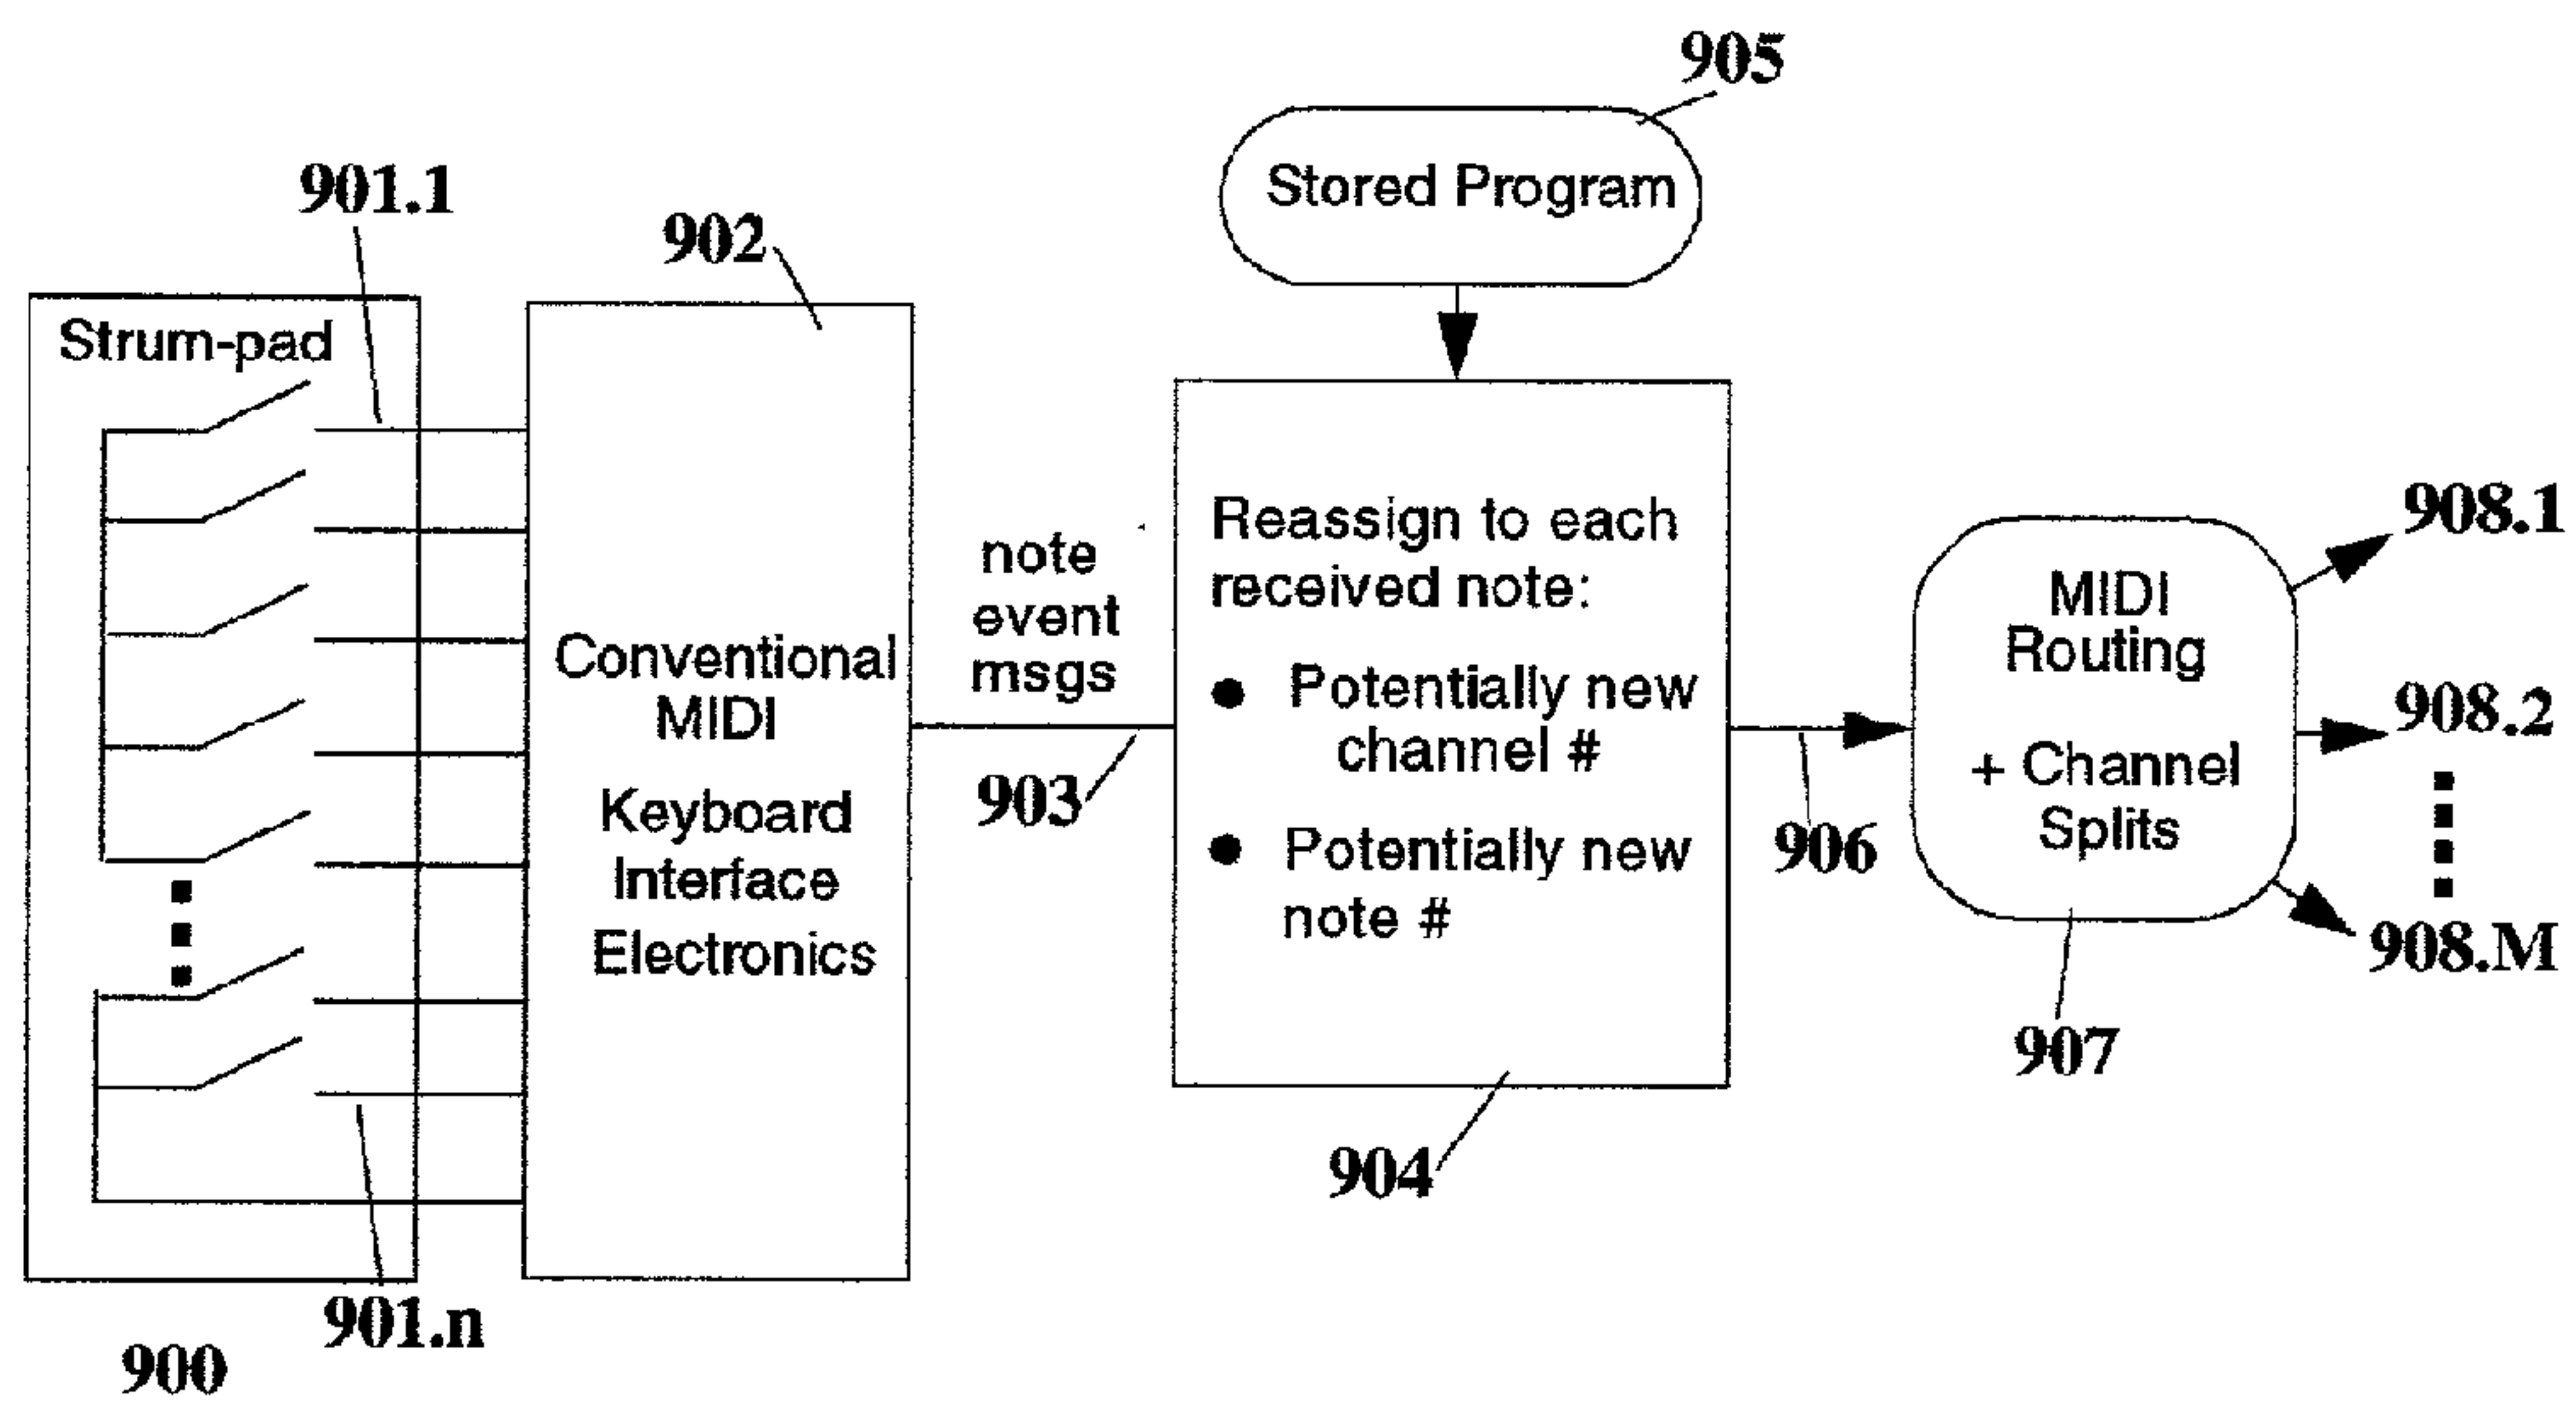 905
Stored Program
901.1
902
Strum-pad
Conventional
MIDI
Keyboard
Interface
Electronics
note
event
msgs
903
Reassign to each
received note:
● Potentially new
channel #
● Potentially new
note #
904
906
MIDI
Routing
+ Channel
Splits
907
908.1
908.2
908.M
901.n
900